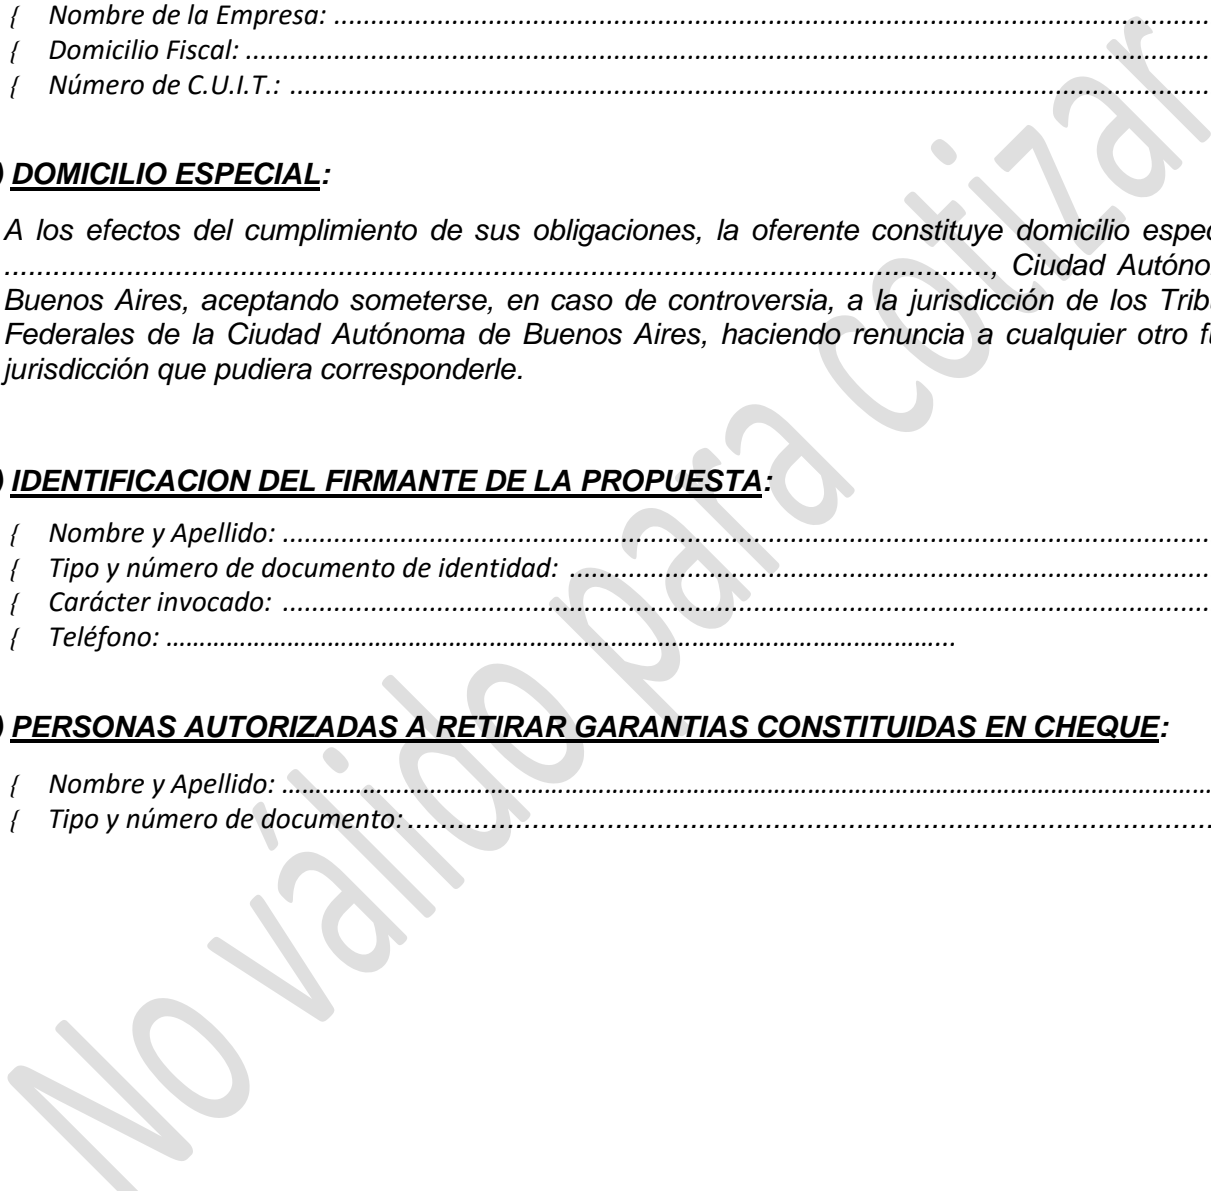 { Nombre de la Empresa: ..........................................................................................................................
{ Domicilio Fiscal: ..........................................................................................................................
{ Número de C.U.I.T.: ..........................................................................................................................
) DOMICILIO ESPECIAL:
A los efectos del cumplimiento de sus obligaciones, la oferente constituye domicilio
.........................................................................................................................., Ciudad
Buenos Aires, aceptando someterse, en caso de controversia, a la jurisdicción de los
Federales de la Ciudad Autónoma de Buenos Aires, haciendo renuncia a cualquier otro
jurisdicción que pudiera corresponderle.
) IDENTIFICACION DEL FIRMANTE DE LA PROPUESTA:
{ Nombre y Apellido: ..........................................................................................................................
{ Tipo y número de documento de identidad: ..........................................................................................
{ Carácter invocado: ..........................................................................................................................
{ Teléfono: ..........................................................................................................
) PERSONAS AUTORIZADAS A RETIRAR GARANTIAS CONSTITUIDAS EN CHEQUE:
{ Nombre y Apellido: ..........................................................................................................................
{ Tipo y número de documento: ..........................................................................................................
No válido para cotizar